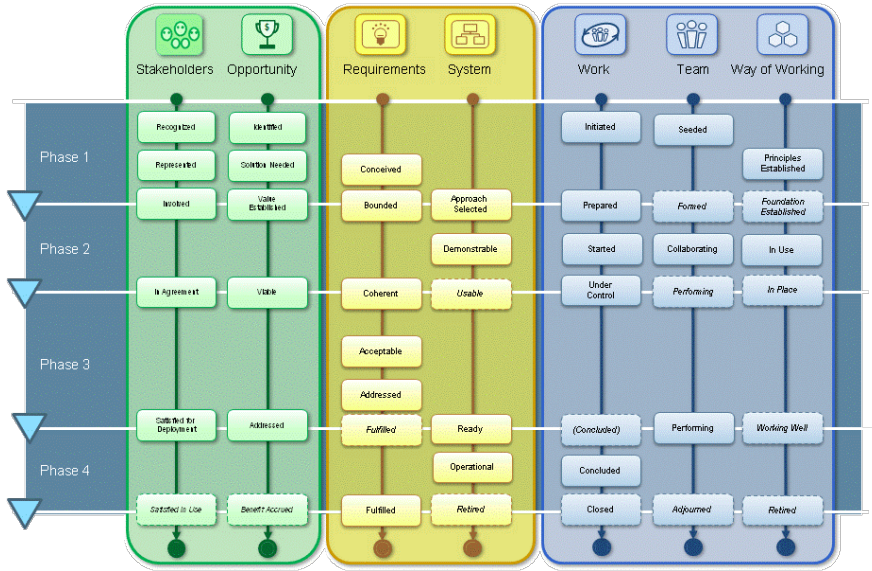 Stakeholders Opportunity Requirements System Work Team Way of Working
$
Phase 1
Recognized Identified Initiated Seeded
Represented Solution Needed Conceived Principles
Established
Involved Value
Established Bounded Approach
Selected Prepared Formed Foundation
Established
Phase 2
Demonstrable Started Collaborating In Use
In Agreement Viable Coherent Usable Under
Control Performing In Place
Phase 3
Acceptable
Addressed
Satisfied for
Deployment Addressed Fulfilled Ready (Concluded) Performing Working Well
Phase 4
Operational Concluded
Satisfied in Use Benefit Accrued Fulfilled Retired Closed Adjourned Retired